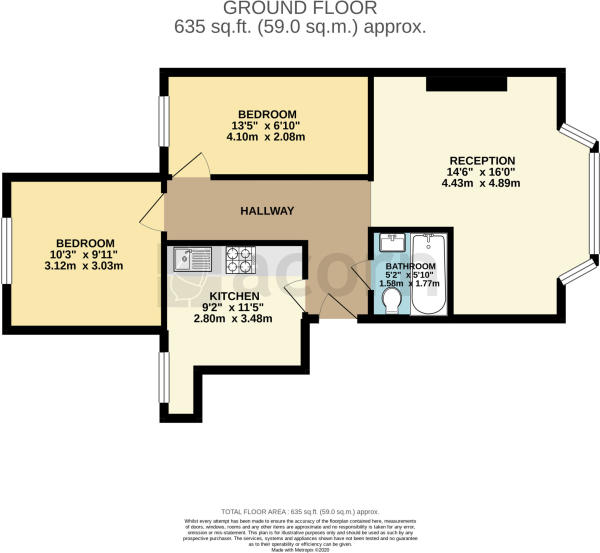 GROUND FLOOR
635 sq.ft. (59.0 sq.m.) approx.
BEDROOM
13'5" x 6'10"
4.10m x 2.08m
RECEPTION
14'6" x 16'0"
4.43m x 4.89m
HALLWAY
BEDROOM
10'3" x 9'11"
3.12m x 3.03m
BATHROOM
5'2" x 5'10"
1.58m x 1.77m
KITCHEN
9'2" x 11'5"
2.80m x 3.48m
acorn
TOTAL FLOOR AREA : 635 sq.ft. (59.0 sq.m.) approx.
Whilst every attempt has been made to ensure the accuracy of the floorplan contained here, measurements
of doors, windows, rooms and any other items are approximate and no responsibility is taken for any error,
omission or mis-statement. This plan is for illustrative purposes only and should be used as such by any
prospective purchaser. The services, systems and appliances shown have not been tested and no guarantee
as to their operability or efficiency can be given.
Made with Metropix ©2020